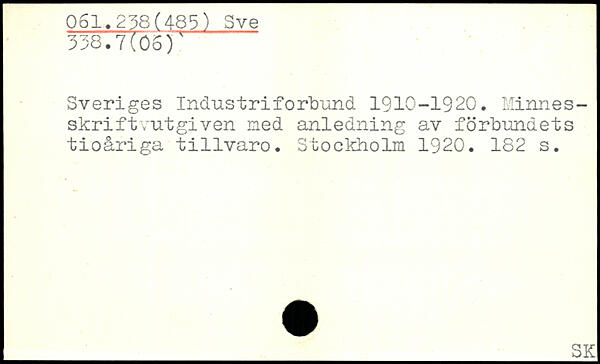 061.238(485) Sve
338.7(06)
Sveriges Industriforbund 1910-1920. Minnes-
skrift utgiven med anledning av förbundets
tioåriga tillvaro. Stockholm 1920. 182 s.
SK